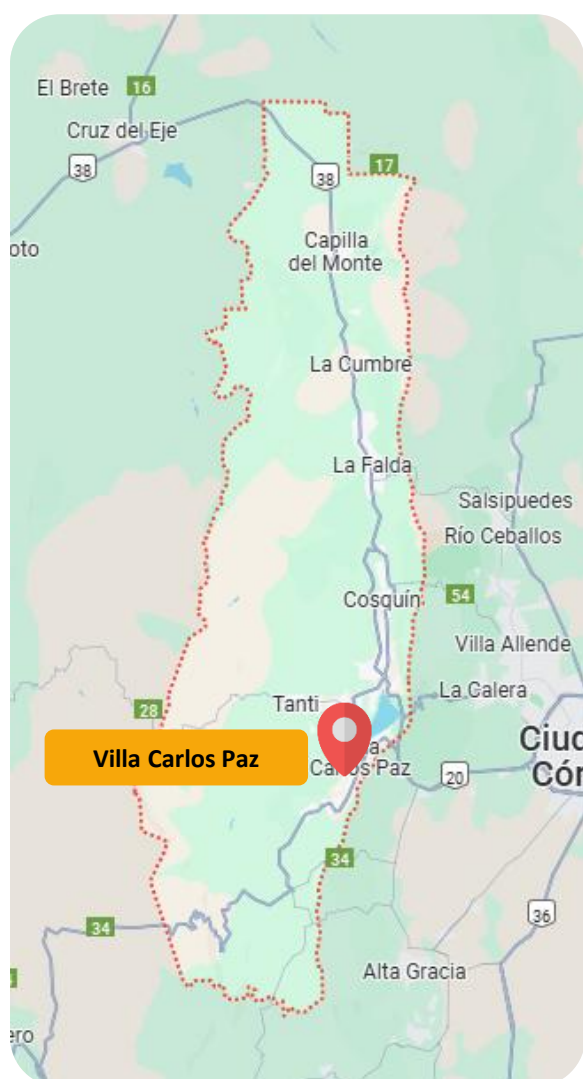 El Brete
16
Cruz del Eje
38
17
38
oto
Capilla
del Monte
La Cumbre
La Falda
Salsipuedes
Río Ceballos
Cosquín
54
Villa Allende
La Calera
Tanti
28
Villa Carlos Paz
Ciud
Cór
Carlos Paz
20
34
36
34
Alta Gracia
ero